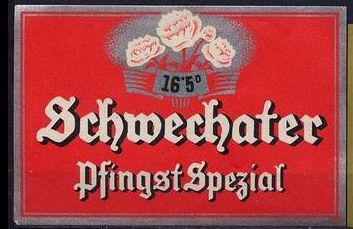 16·5°
Schwechater
Pfingst Spezial